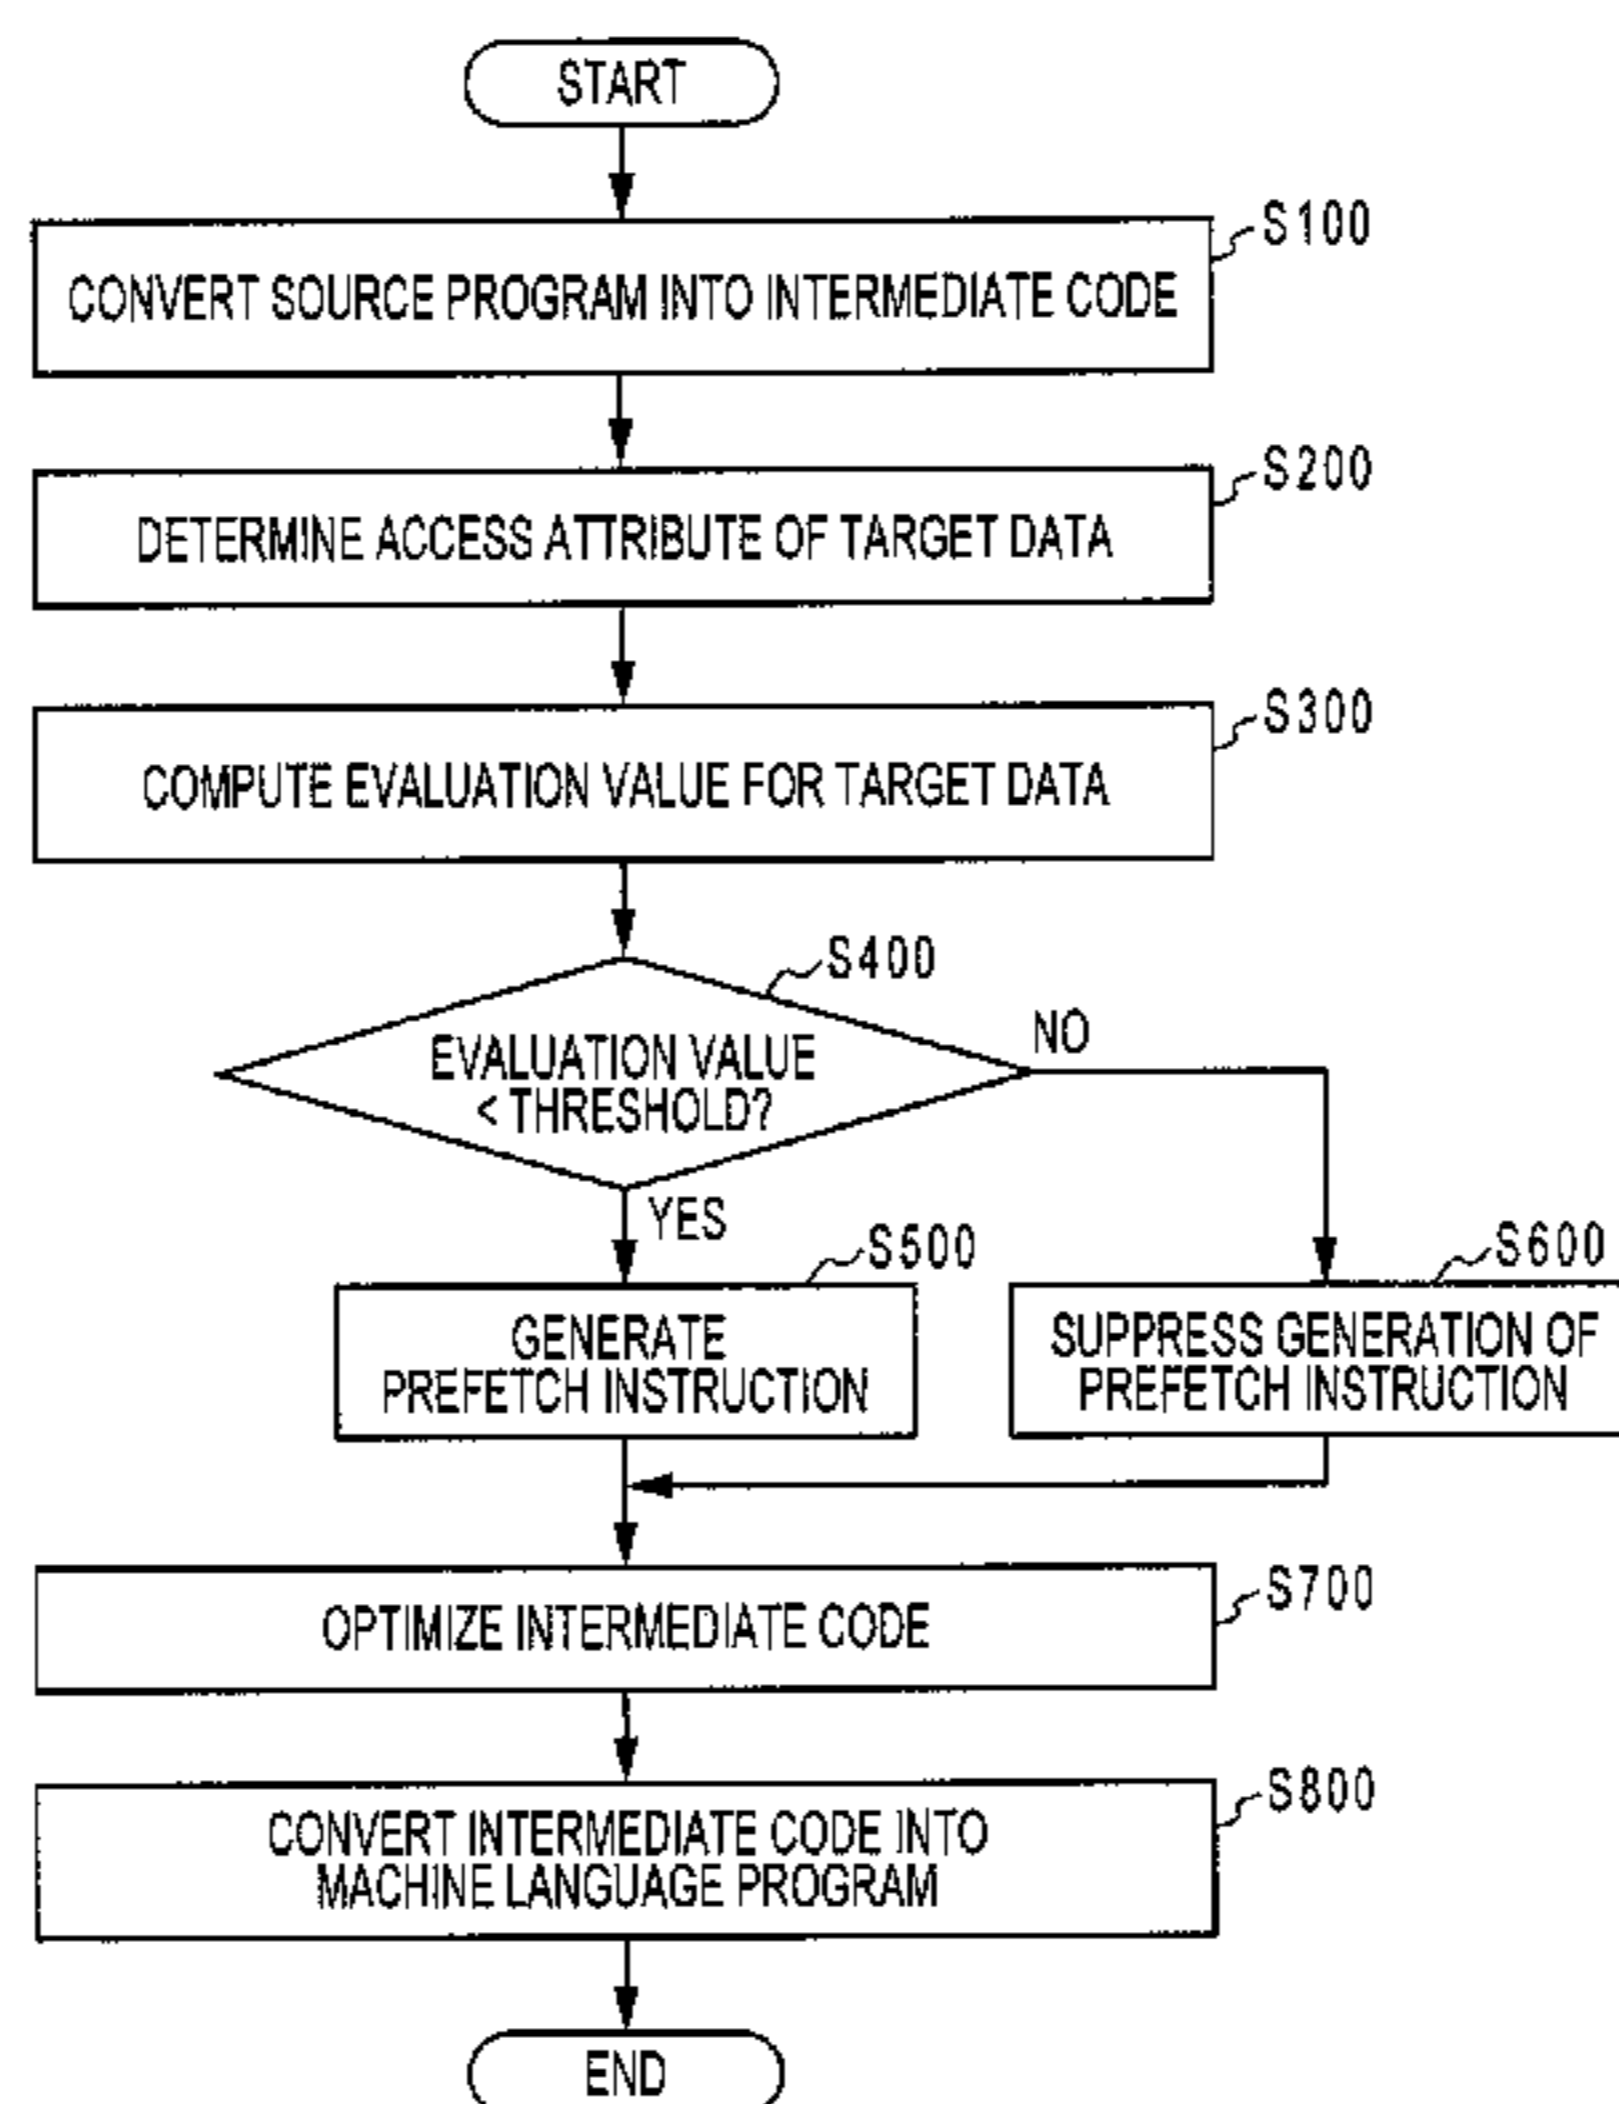 START
S100
CONVERT SOURCE PROGRAM INTO INTERMEDIATE CODE
S200
DETERMINE ACCESS ATTRIBUTE OF TARGET DATA
S300
COMPUTE EVALUATION VALUE FOR TARGET DATA
S400
EVALUATION VALUE
< THRESHOLD?
NO
YES
S500
GENERATE
PREFETCH INSTRUCTION
S600
SUPPRESS GENERATION OF
PREFETCH INSTRUCTION
S700
OPTIMIZE INTERMEDIATE CODE
S800
CONVERT INTERMEDIATE CODE INTO
MACHINE LANGUAGE PROGRAM
END